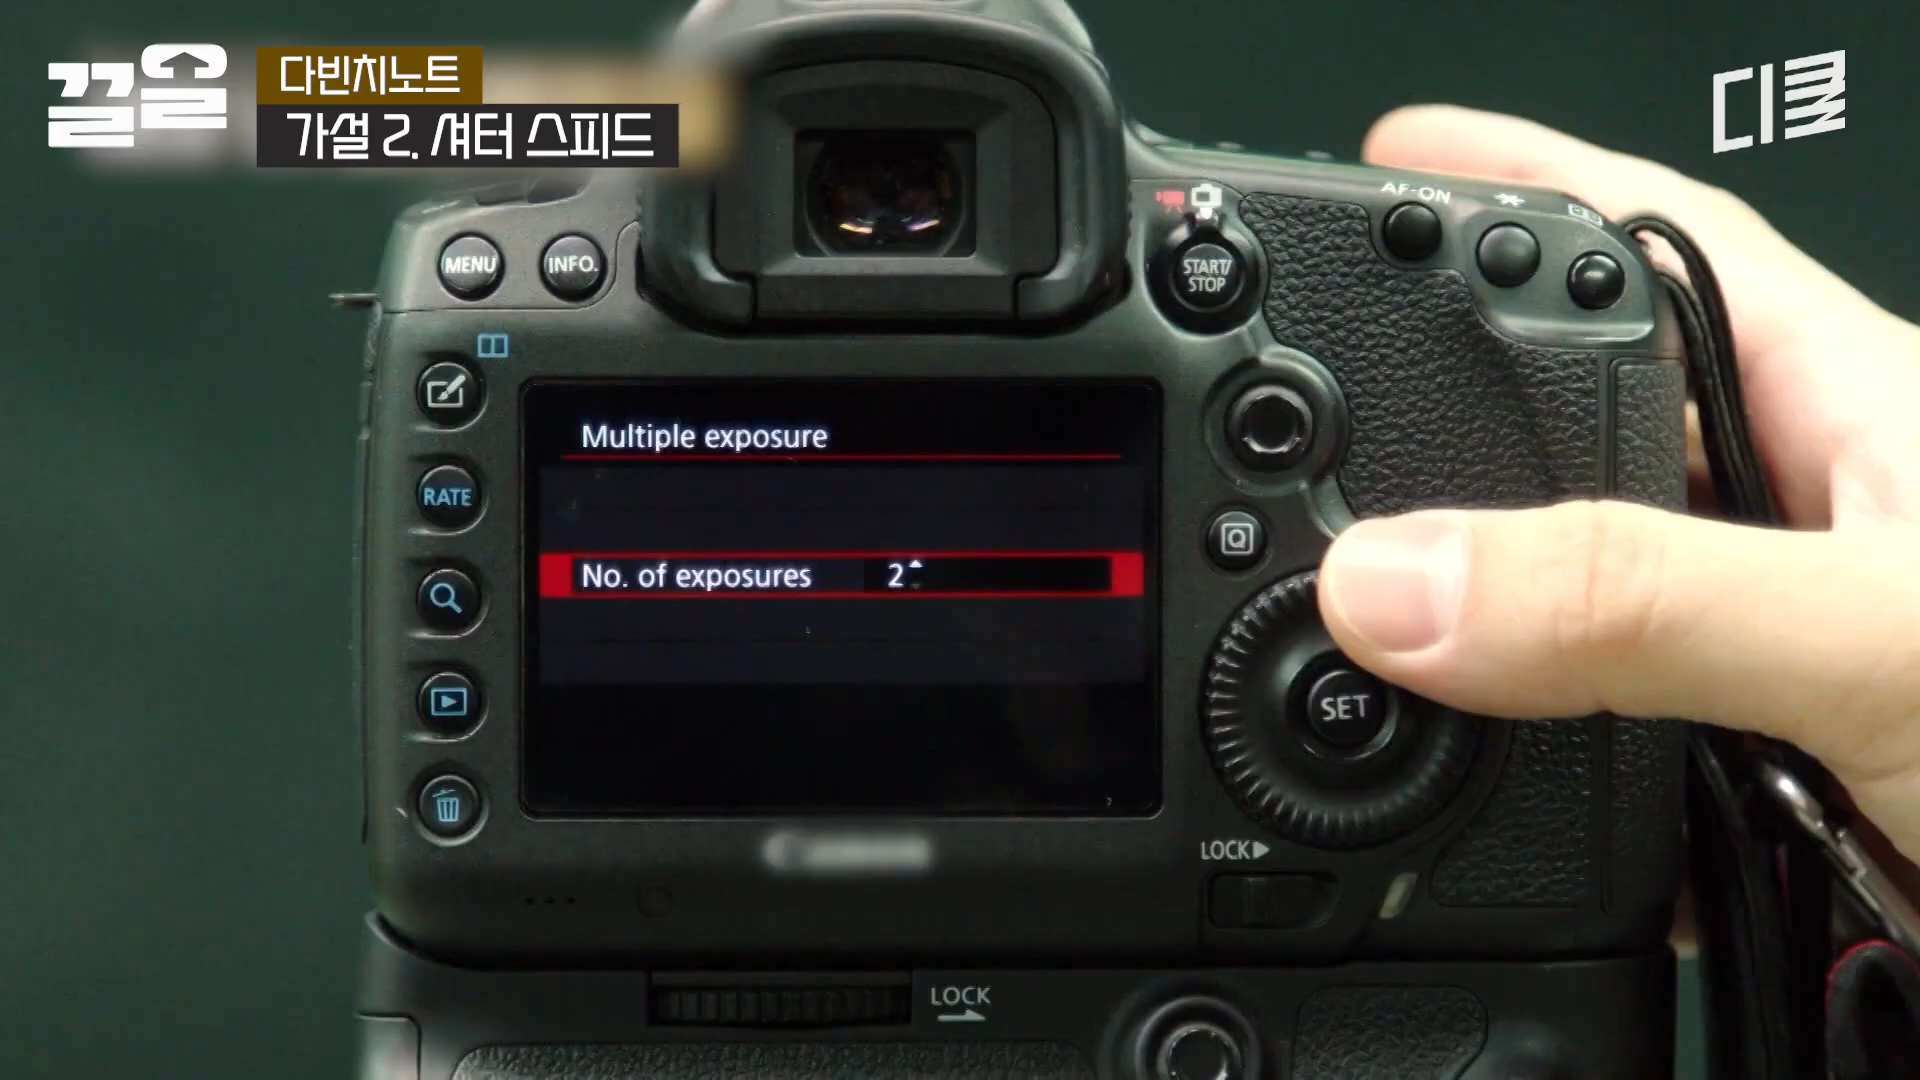 끌올
다빈치노트
가설 2. 셔터 스피드
디클
MENU
INFO.
START/
STOP
AF-ON
RATE
Multiple exposure
No. of exposures 2
Q
SET
LOCK
LOCK